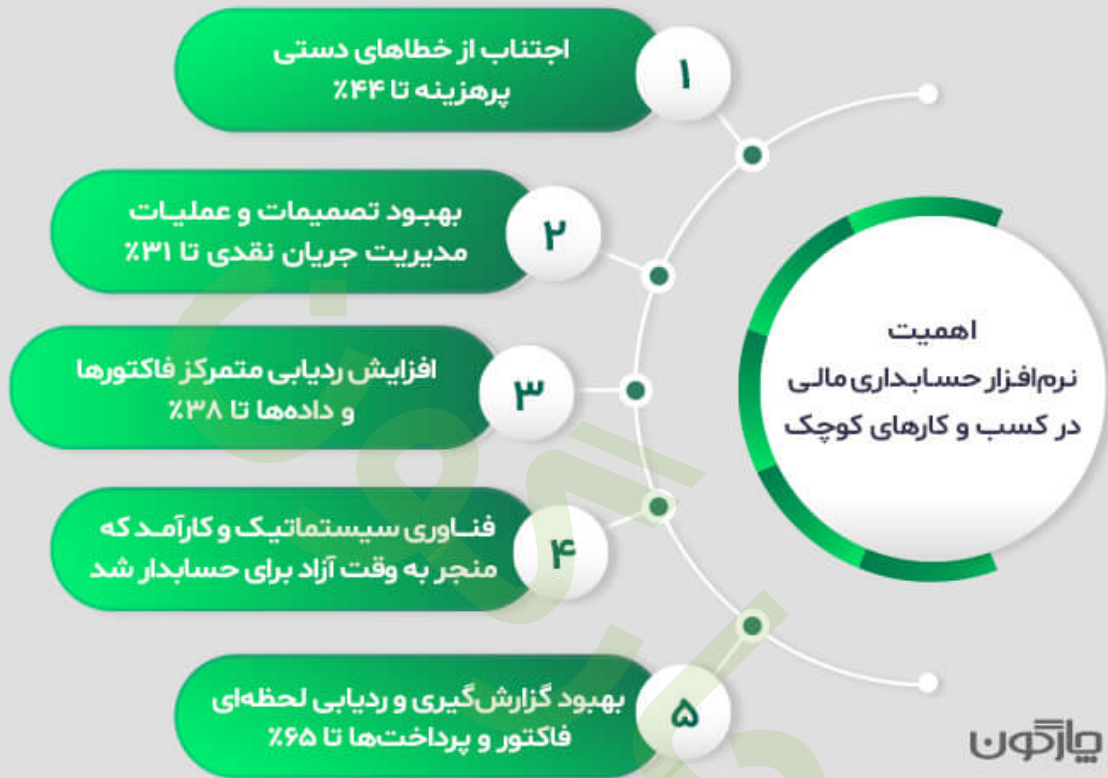 اهمیت
نرم‌افزار حسابداری مالی
در کسب و کارهای کوچک
۱
اجتناب از خطاهای دستی
پرهزینه تا ۴۴٪
۲
بهبود تصمیمات و عملیات
مدیریت جریان نقدی تا ۳۱٪
۳
افزایش ردیابی متمرکز فاکتورها
و داده‌ها تا ۳۸٪
۴
فناوری سیستماتیک و کارآمد که
منجر به وقت آزاد برای حسابدار شد
۵
بهبود گزارش‌گیری و ردیابی لحظه‌ای
فاکتور و پرداخت‌ها تا ۶۵٪
چارگون